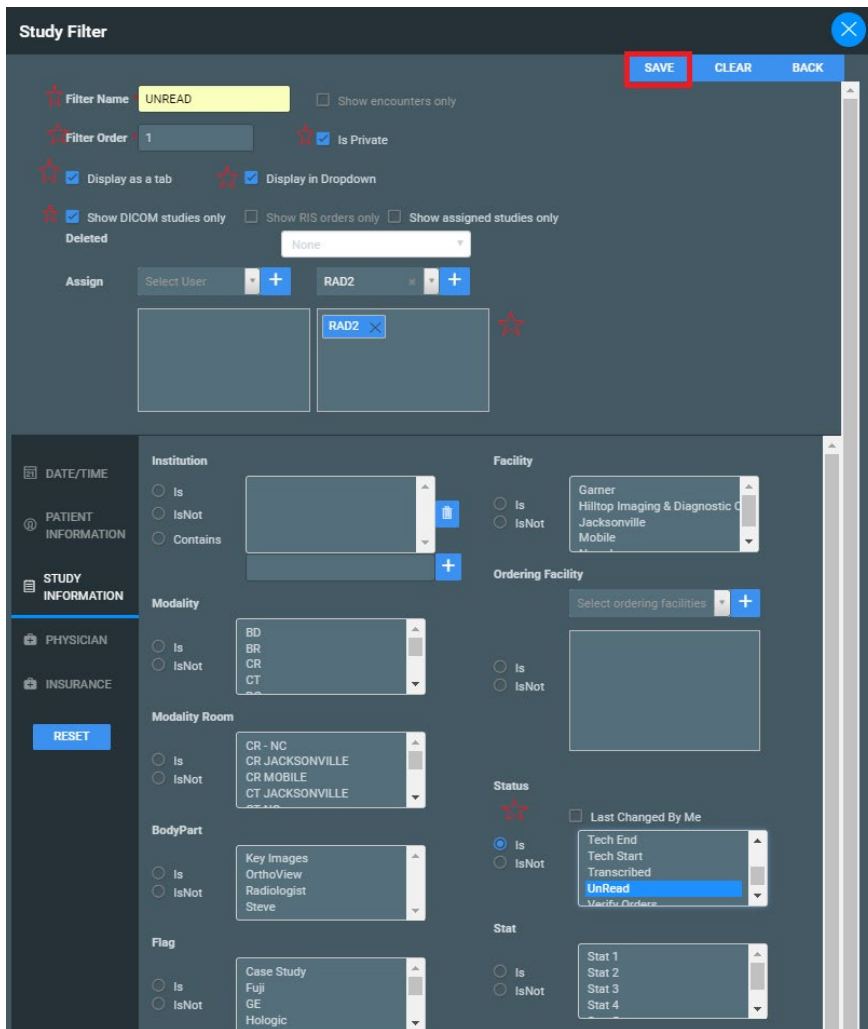 Study Filter
SAVE CLEAR BACK
Filter Name * UNREAD Show encounters only
Filter Order * 1 Is Private
Display as a tab Display in Dropdown
Show DICOM studies only Show RIS orders only Show assigned studies only
Deleted None
Assign Select User + RAD2 × +
RAD2 ×
DATE/TIME
PATIENT
INFORMATION
STUDY
INFORMATION
PHYSICIAN
INSURANCE
RESET
Institution
Is
IsNot
Contains
+
Modality
Is
IsNot
BD
BR
CR
CT
Modality Room
Is
IsNot
CR - NC
CR JACKSONVILLE
CR MOBILE
CT JACKSONVILLE
BodyPart
Is
IsNot
Key Images
OrthoView
Radiologist
Steve
Flag
Is
IsNot
Case Study
Fuji
GE
Hologic
Facility
Is
IsNot
Garner
Hilltop Imaging & Diagnostic C
Jacksonville
Mobile
Ordering Facility
Select ordering facilities +
Is
IsNot
Status
Last Changed By Me
Is
IsNot
Tech End
Tech Start
Transcribed
UnRead
Verify Orders
Stat
Is
IsNot
Stat 1
Stat 2
Stat 3
Stat 4